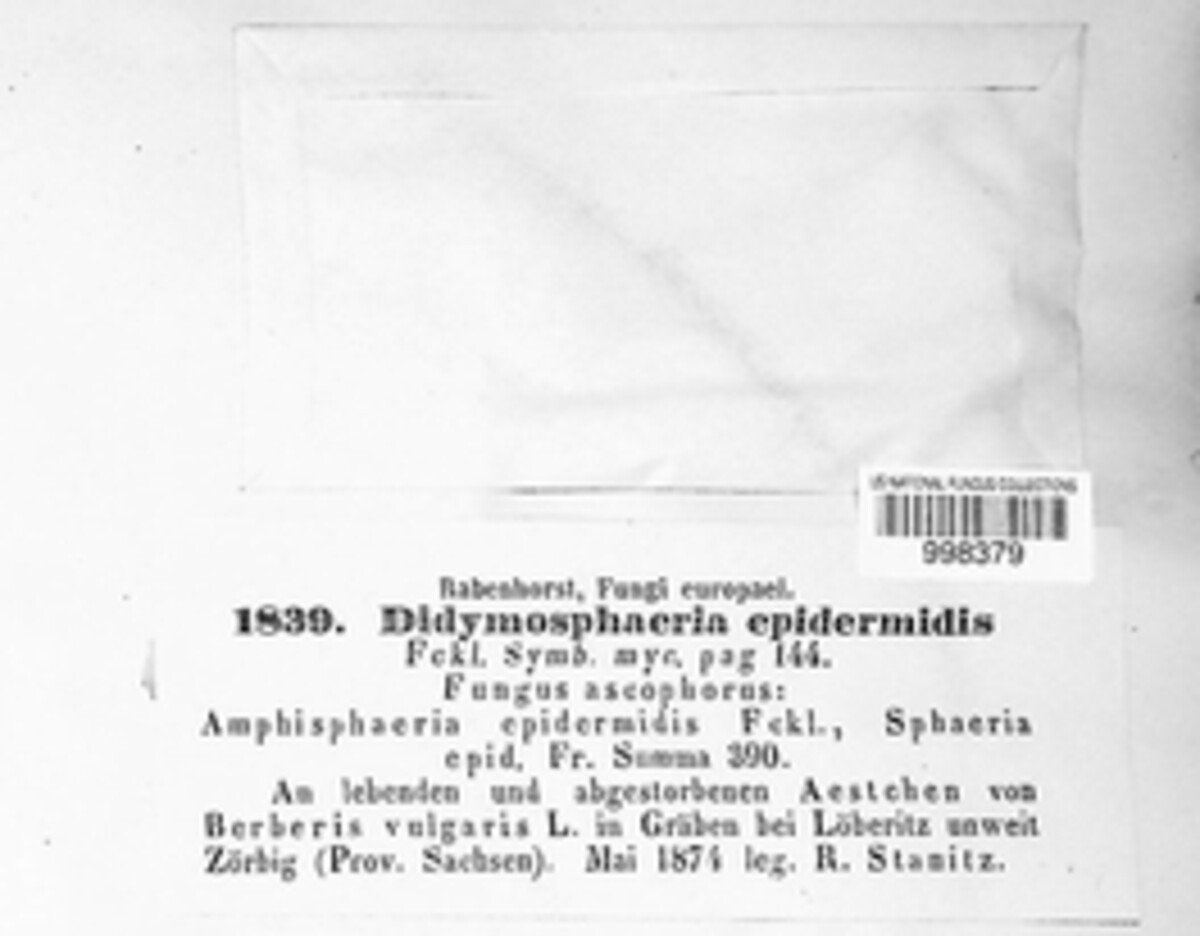 US NATIONAL FUNGUS COLLECTIONS
998379
Rabenhorst, Fungi europaei.
1839. Didymosphaeria epidermidis
Fckl. Symb. myc. pag 144.
Fungus ascophorus:
Amphisphaeria epidermidis Fckl., Sphaeria
epid. Fr. Summa 390.
An lebenden und abgestorbenen Aestchen von
Berberis vulgaris L. in Gräben bei Löberitz unweit
Zörbig (Prov. Sachsen). Mai 1874 leg. R. Stanitz.